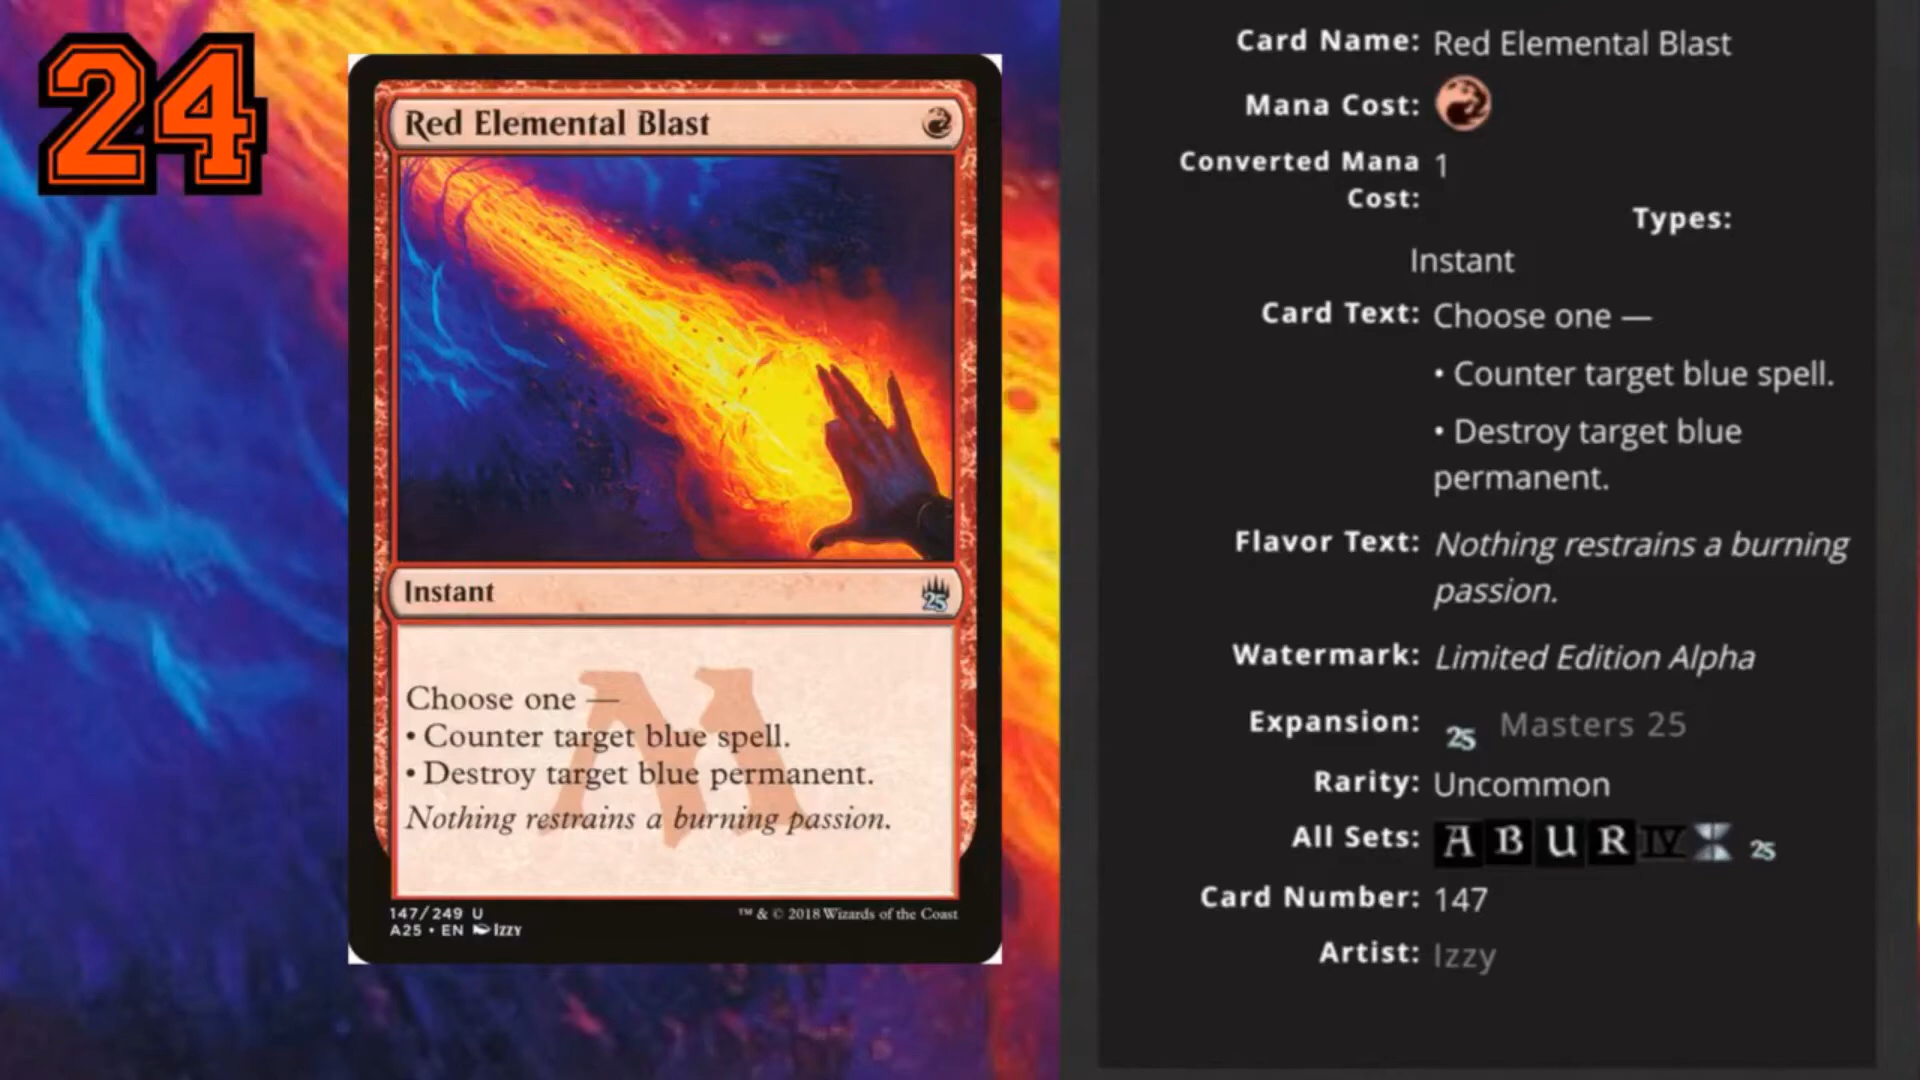 24
Red Elemental Blast
Instant
25
Choose one —
• Counter target blue spell.
• Destroy target blue permanent.
Nothing restrains a burning passion.
147/249 U
A25 • EN Izzy
™ & © 2018 Wizards of the Coast
Card Name: Red Elemental Blast
Mana Cost:
Converted Mana 1
Cost:
Types:
Instant
Card Text: Choose one —
• Counter target blue spell.
• Destroy target blue
permanent.
Flavor Text: Nothing restrains a burning
passion.
Watermark: Limited Edition Alpha
Expansion: 25 Masters 25
Rarity: Uncommon
All Sets: A B U R IV 25
Card Number: 147
Artist: Izzy